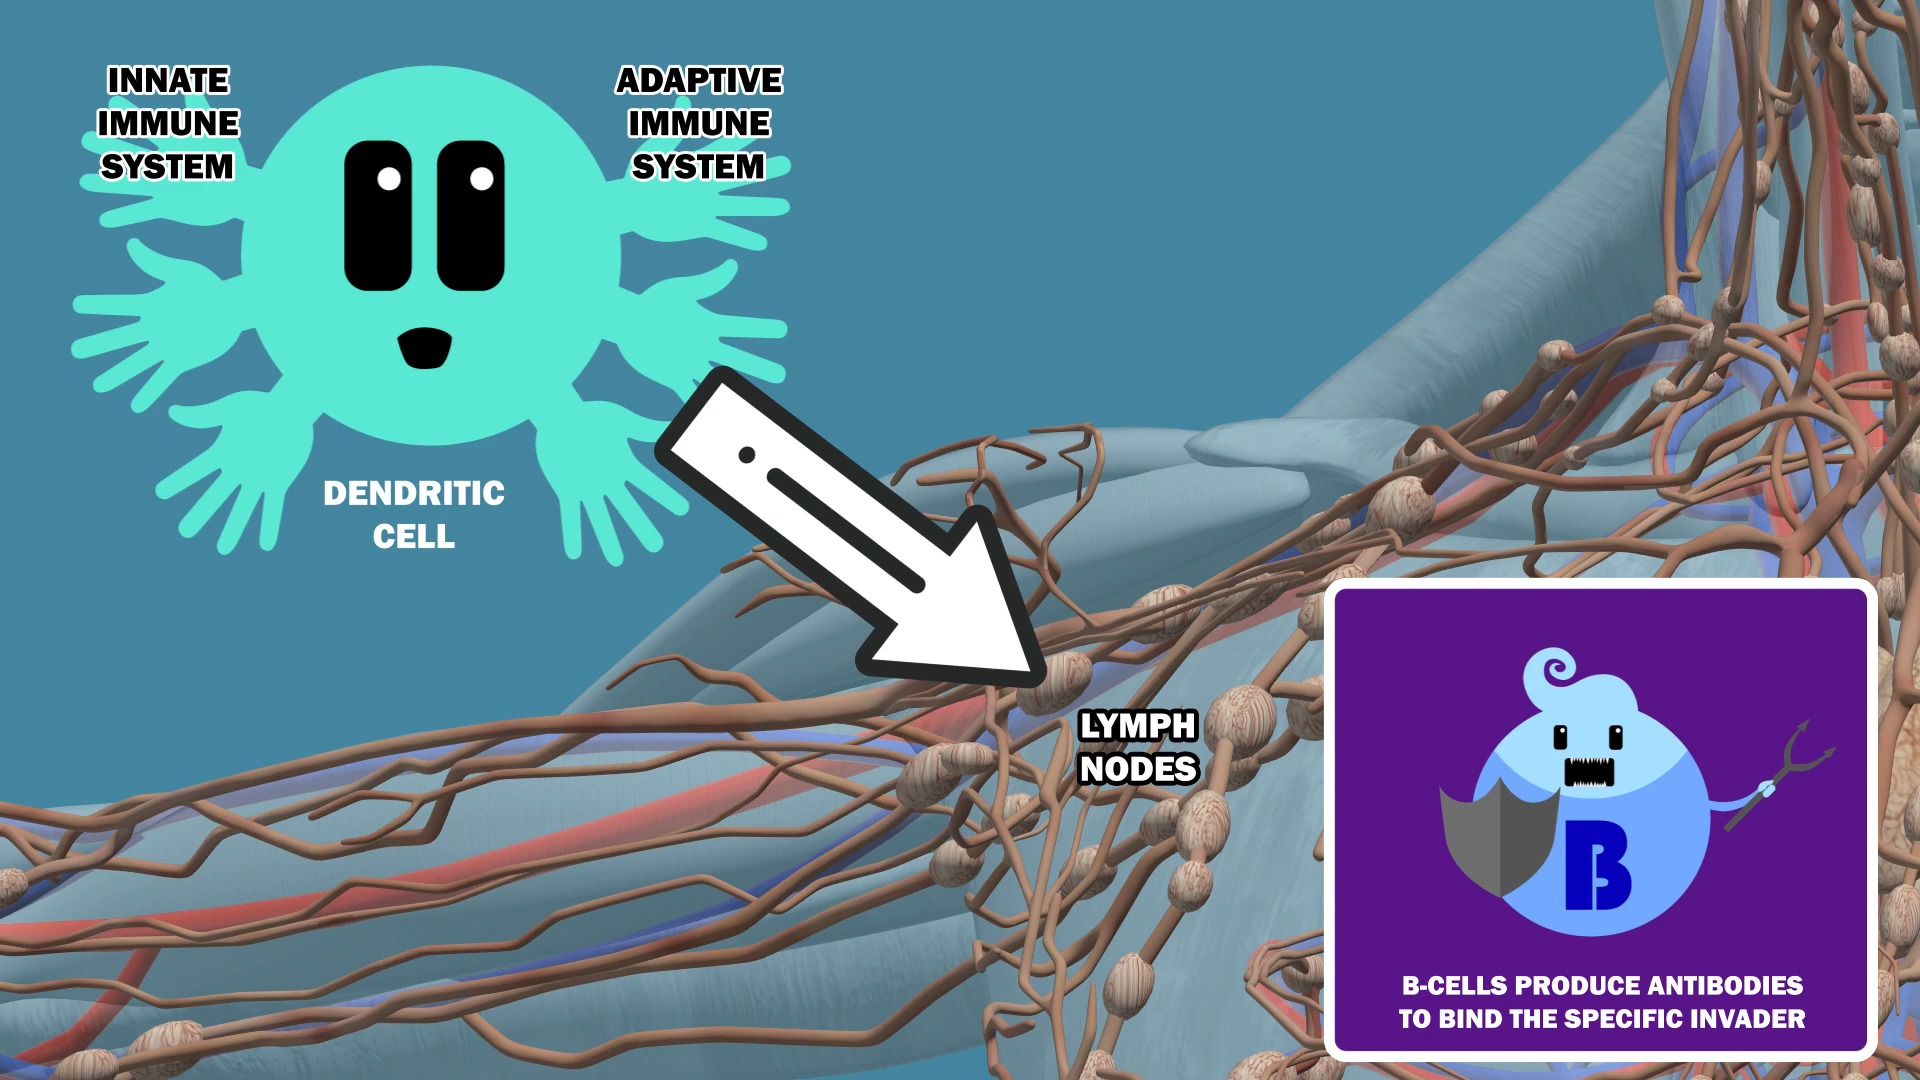 INNATE
IMMUNE
SYSTEM
ADAPTIVE
IMMUNE
SYSTEM
DENDRITIC
CELL
LYMPH
NODES
B
B-CELLS PRODUCE ANTIBODIES
TO BIND THE SPECIFIC INVADER